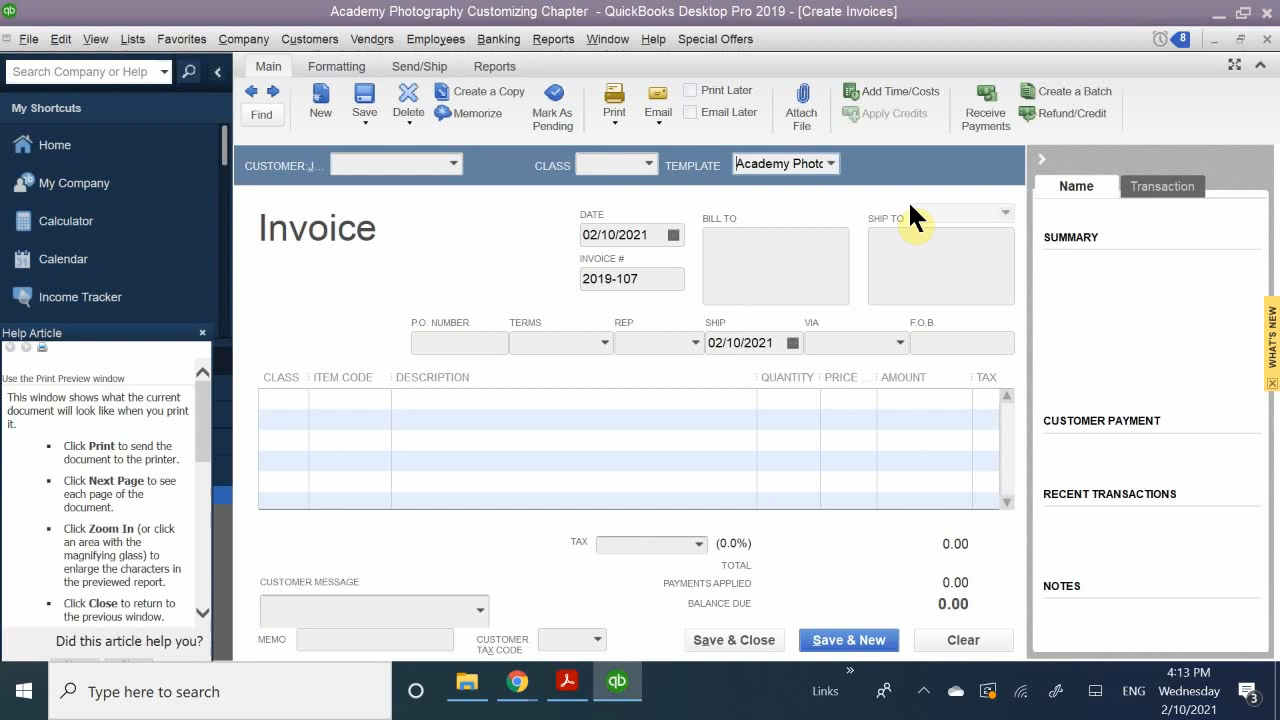 Academy Photography Customizing Chapter - QuickBooks Desktop Pro 2019 - [Create Invoices]
File Edit View Lists Favorites Company Customers Vendors Employees Banking Reports Window Help Special Offers
8
Search Company or Help
My Shortcuts
Home
My Company
Calculator
Calendar
Income Tracker
Help Article
Use the Print Preview window
This window shows what the current
document will look like when you print
it.
Click Print to send the
document to the printer.
Click Next Page to see
each page of the
document.
Click Zoom In (or click
an area with the
magnifying glass) to
enlarge the characters in
the previewed report.
Click Close to return to
the previous window.
Did this article help you?
Main Formatting Send/Ship Reports
Find
New
Save
Delete
Create a Copy
Memorize
Mark As
Pending
Print
Email
Print Later
Email Later
Attach
File
Add Time/Costs
Apply Credits
Receive
Payments
Create a Batch
Refund/Credit
CUSTOMER:J... CLASS TEMPLATE Academy Photo
Invoice
DATE
02/10/2021
INVOICE #
2019-107
BILL TO
SHIP TO
P.O. NUMBER TERMS REP SHIP VIA F.O.B.
02/10/2021
CLASS ITEM CODE DESCRIPTION QUANTITY PRICE ... AMOUNT TAX
TAX (0.0%) 0.00
TOTAL
CUSTOMER MESSAGE
PAYMENTS APPLIED 0.00
BALANCE DUE 0.00
MEMO
CUSTOMER
TAX CODE
Save & Close Save & New Clear
Name Transaction
SUMMARY
CUSTOMER PAYMENT
RECENT TRANSACTIONS
NOTES
WHAT'S NEW
qb
Type here to search
qb
Links
ENG
4:13 PM
Wednesday
2/10/2021
3